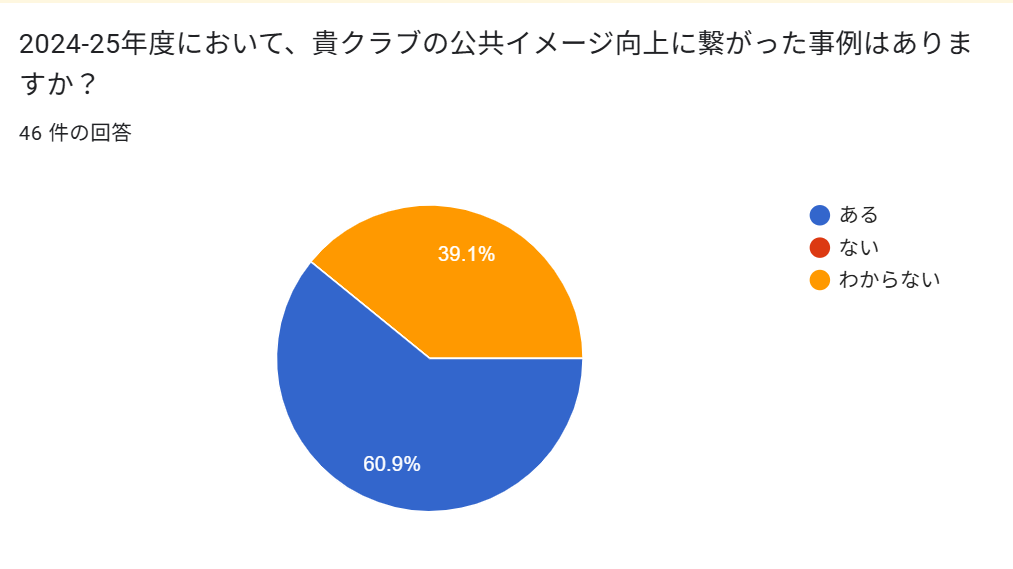 2024-25年度において、貴クラブの公共イメージ向上に繋がった事例はありま
すか？
46 件の回答
ある
ない
わからない
39.1%
60.9%